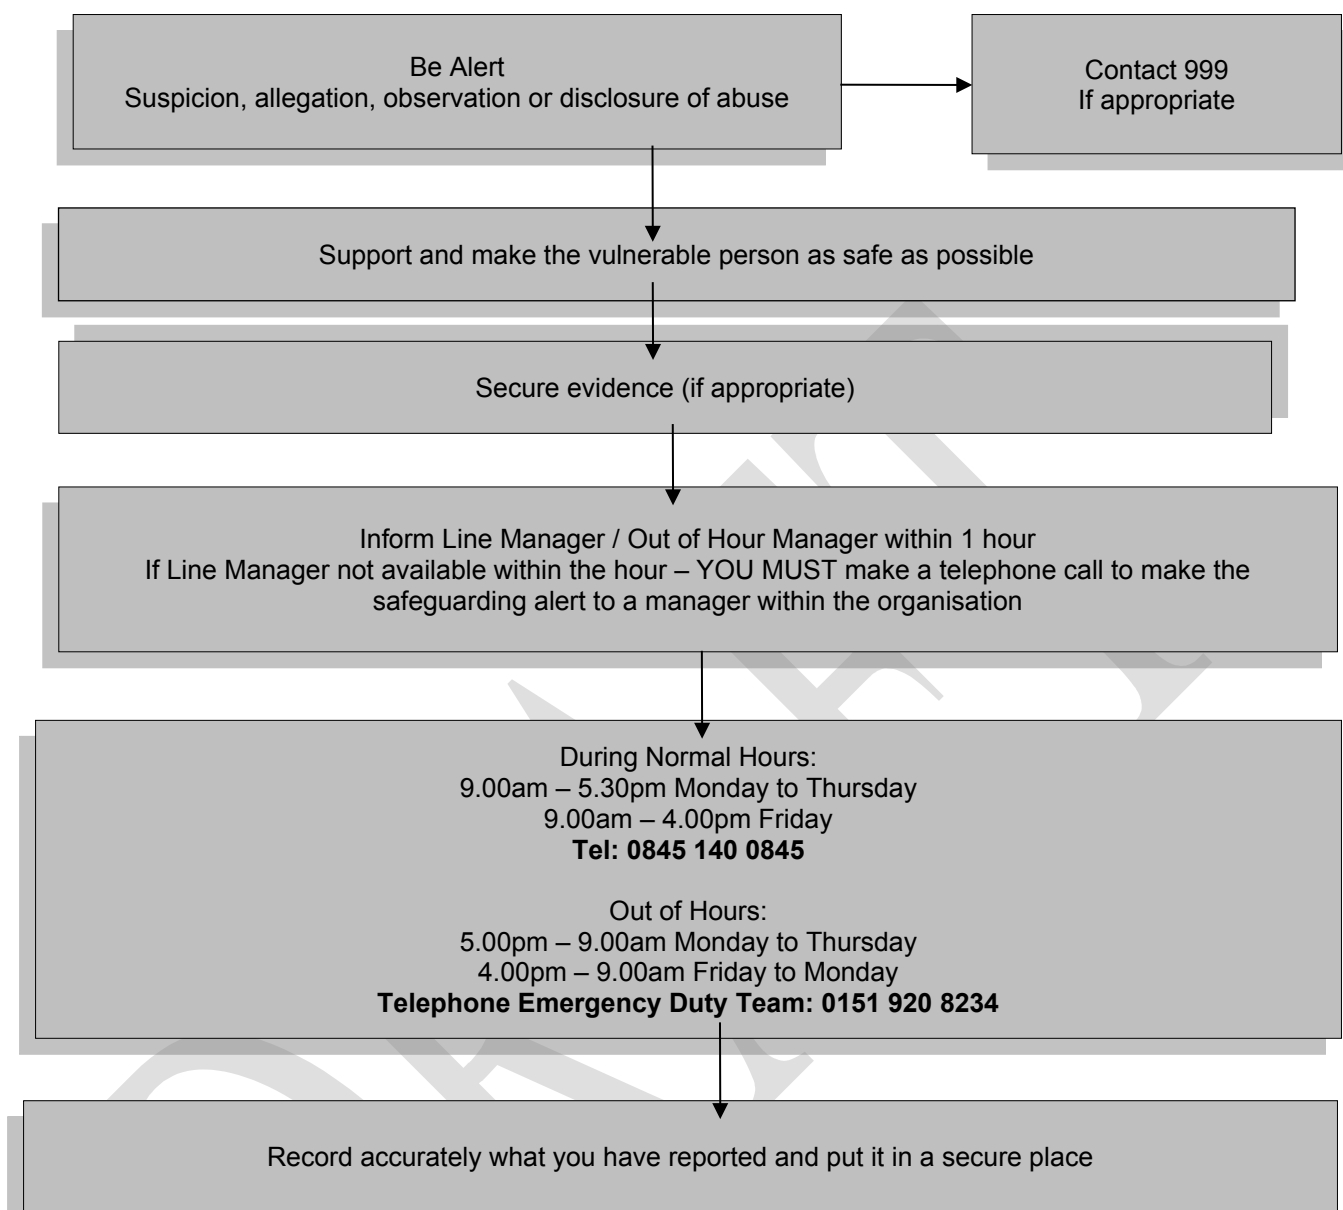 Be Alert
Suspicion, allegation, observation or disclosure of abuse
Contact 999
If appropriate
Support and make the vulnerable person as safe as possible
Secure evidence (if appropriate)
Inform Line Manager / Out of Hour Manager within 1 hour
If Line Manager not available within the hour – YOU MUST make a telephone call to make the
safeguarding alert to a manager within the organisation
During Normal Hours:
9.00am – 5.30pm Monday to Thursday
9.00am – 4.00pm Friday
Tel: 0845 140 0845
Out of Hours:
5.00pm – 9.00am Monday to Thursday
4.00pm – 9.00am Friday to Monday
Telephone Emergency Duty Team: 0151 920 8234
Record accurately what you have reported and put it in a secure place
DRAFT